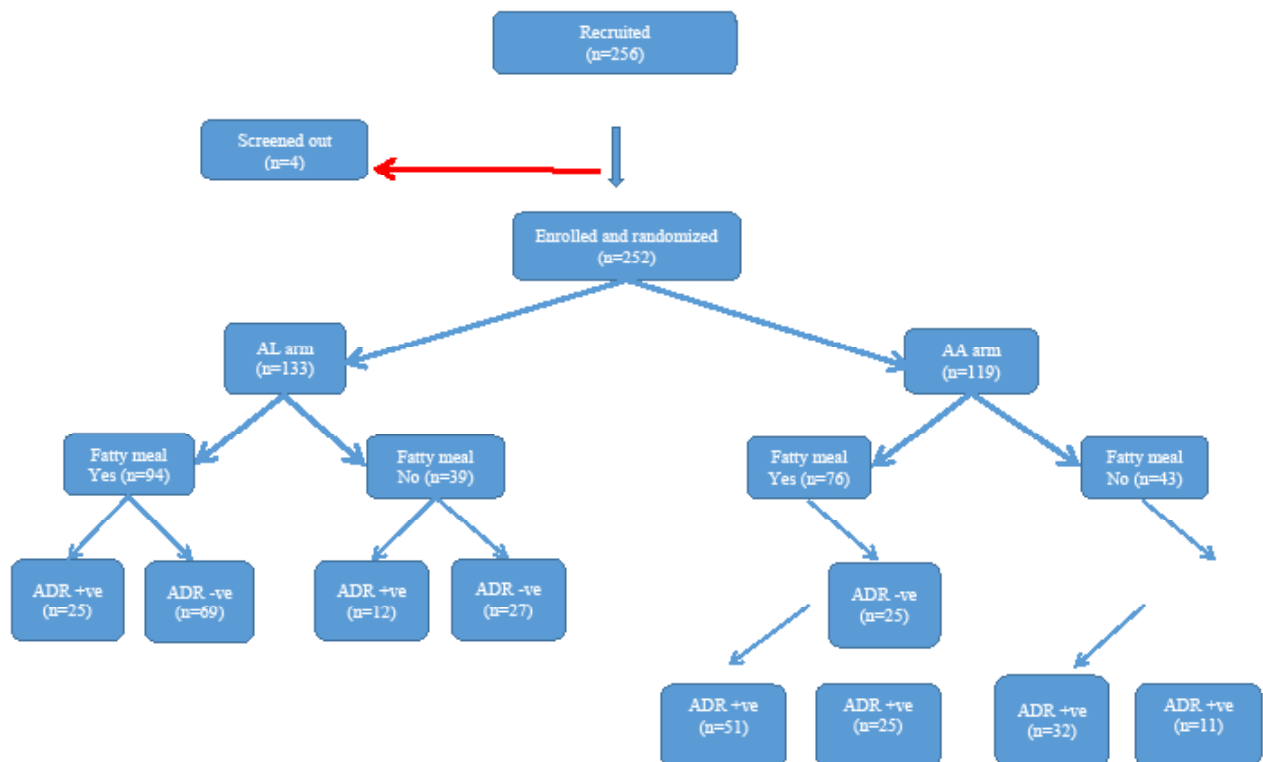 Recruited
(n=256)
Screened out
(n=4)
Enrolled and randomized
(n=252)
AL arm
(n=133)
AA arm
(n=119)
Fatty meal
Yes (n=94)
Fatty meal
No (n=39)
Fatty meal
Yes (n=76)
Fatty meal
No (n=43)
ADR +ve
(n=25)
ADR -ve
(n=69)
ADR +ve
(n=12)
ADR -ve
(n=27)
ADR -ve
(n=25)
ADR +ve
(n=51)
ADR +ve
(n=25)
ADR +ve
(n=32)
ADR +ve
(n=11)